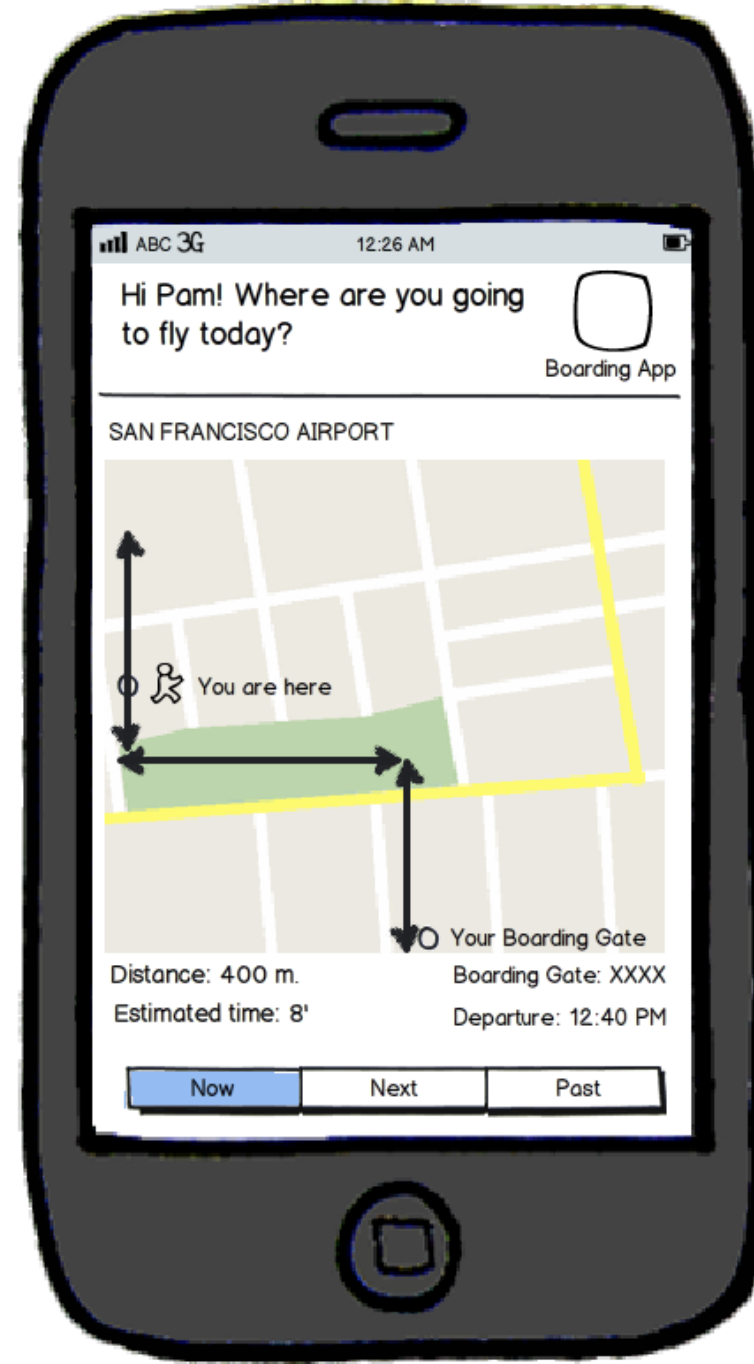 ABC 3G 12:26 AM
Hi Pam! Where are you going
to fly today?
Boarding App
SAN FRANCISCO AIRPORT
You are here
Your Boarding Gate
Distance: 400 m. Boarding Gate: XXXX
Estimated time: 8' Departure: 12:40 PM
Now Next Past